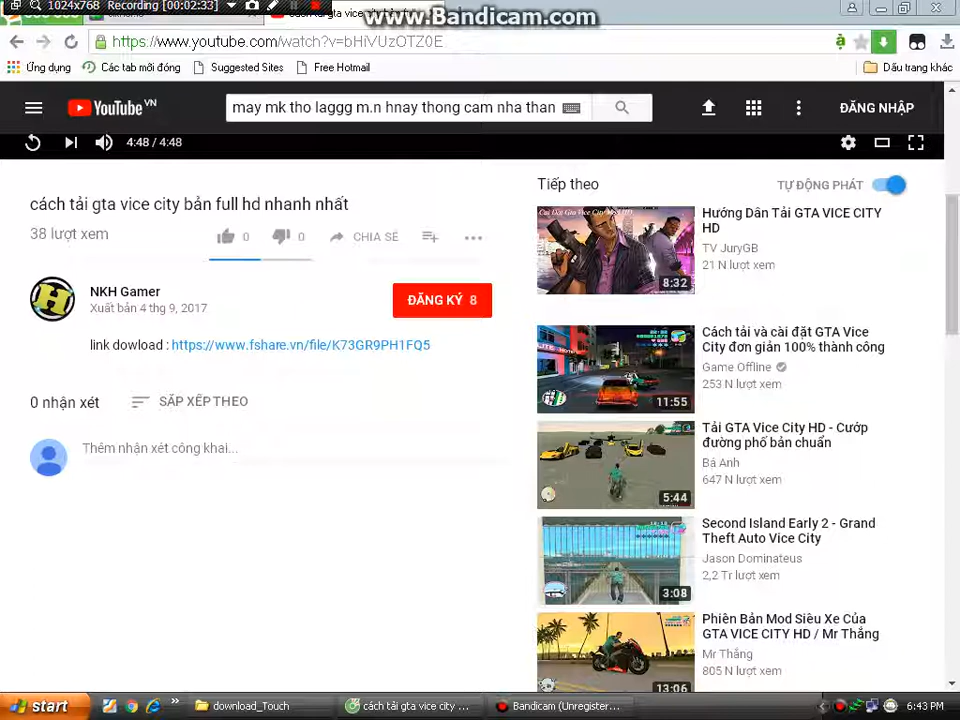 1024x768 Recording [00:02:33]
www.Bandicam.com
https://www.youtube.com/watch?v=bHiVUzOTZ0E
Ứng dụng
Các tab mới đóng
Suggested Sites
Free Hotmail
Dấu trang khác
YouTube VN
may mk tho laggg m.n hnay thong cam nha than
ĐĂNG NHẬP
4:48 / 4:48
cách tải gta vice city bản full hd nhanh nhất
38 lượt xem
0
0
CHIA SẺ
NKH Gamer
Xuất bản 4 thg 9, 2017
ĐĂNG KÝ 8
link dowload : https://www.fshare.vn/file/K73GR9PH1FQ5
0 nhận xét
SẮP XẾP THEO
Thêm nhận xét công khai...
Tiếp theo
TỰ ĐỘNG PHÁT
8:32
Hướng Dẫn Tải GTA VICE CITY
HD
TV JuryGB
21 N lượt xem
11:55
Cách tải và cài đặt GTA Vice
City đơn giản 100% thành công
Game Offline
253 N lượt xem
5:44
Tải GTA Vice City HD - Cướp
đường phố bản chuẩn
Bá Anh
647 N lượt xem
3:08
Second Island Early 2 - Grand
Theft Auto Vice City
Jason Dominateus
2,2 Tr lượt xem
13:06
Phiên Bản Mod Siêu Xe Của
GTA VICE CITY HD / Mr Thắng
Mr Thắng
805 N lượt xem
start
download_Touch
cách tải gta vice city ...
Bandicam (Unregister...
6:43 PM